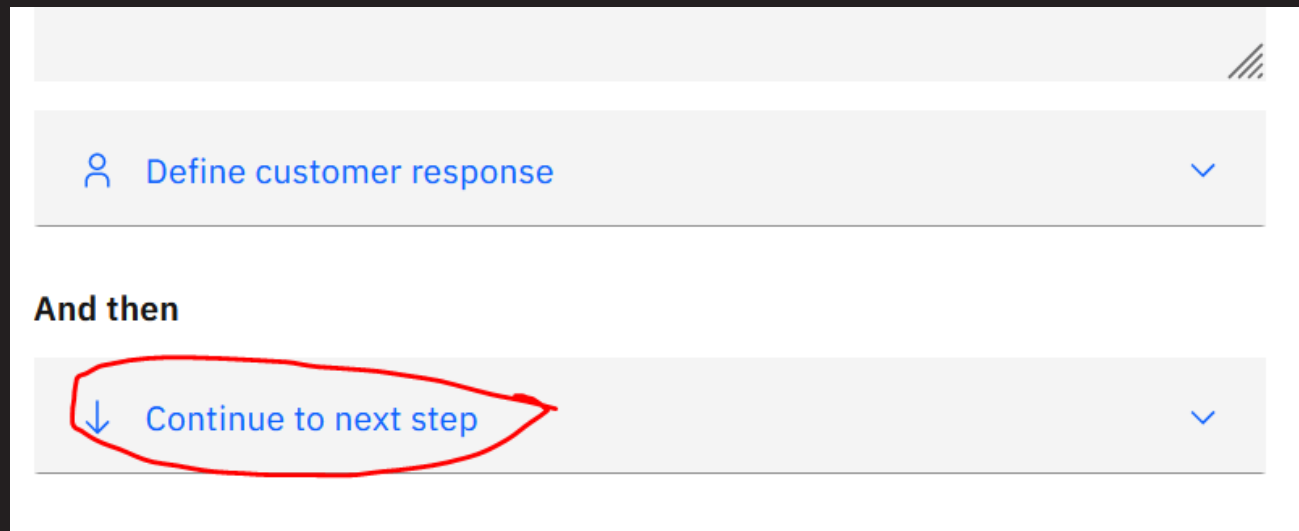 Define customer response
And then
Continue to next step